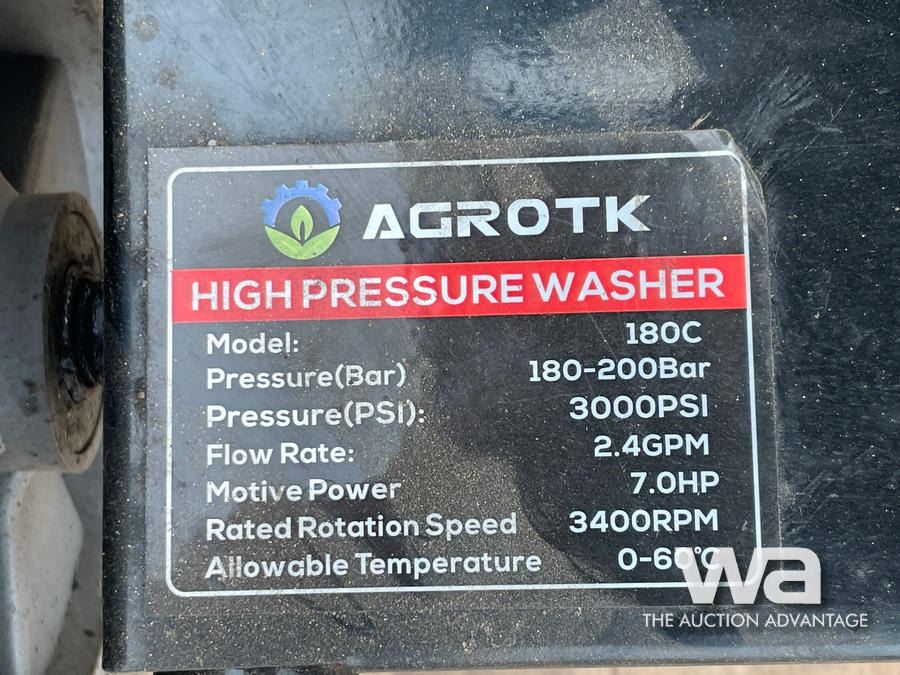 AGROTK
HIGH PRESSURE WASHER
Model: 180C
Pressure(Bar) 180-200Bar
Pressure(PSI): 3000PSI
Flow Rate: 2.4GPM
Motive Power 7.0HP
Rated Rotation Speed 3400RPM
Allowable Temperature 0-60°C
wa
THE AUCTION ADVANTAGE